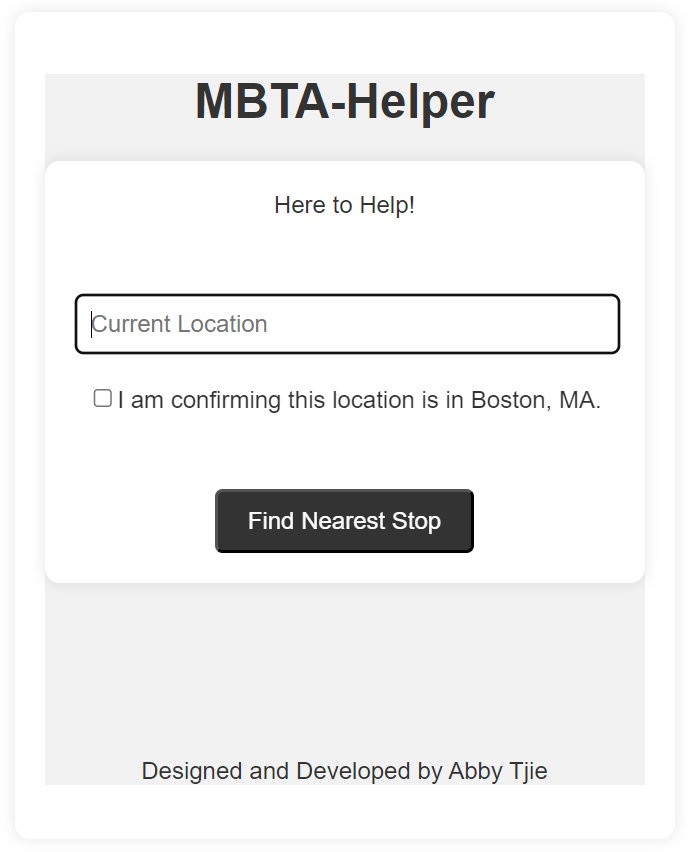 MBTA-Helper
Here to Help!
Current Location
I am confirming this location is in Boston, MA.
Find Nearest Stop
Designed and Developed by Abby Tjie